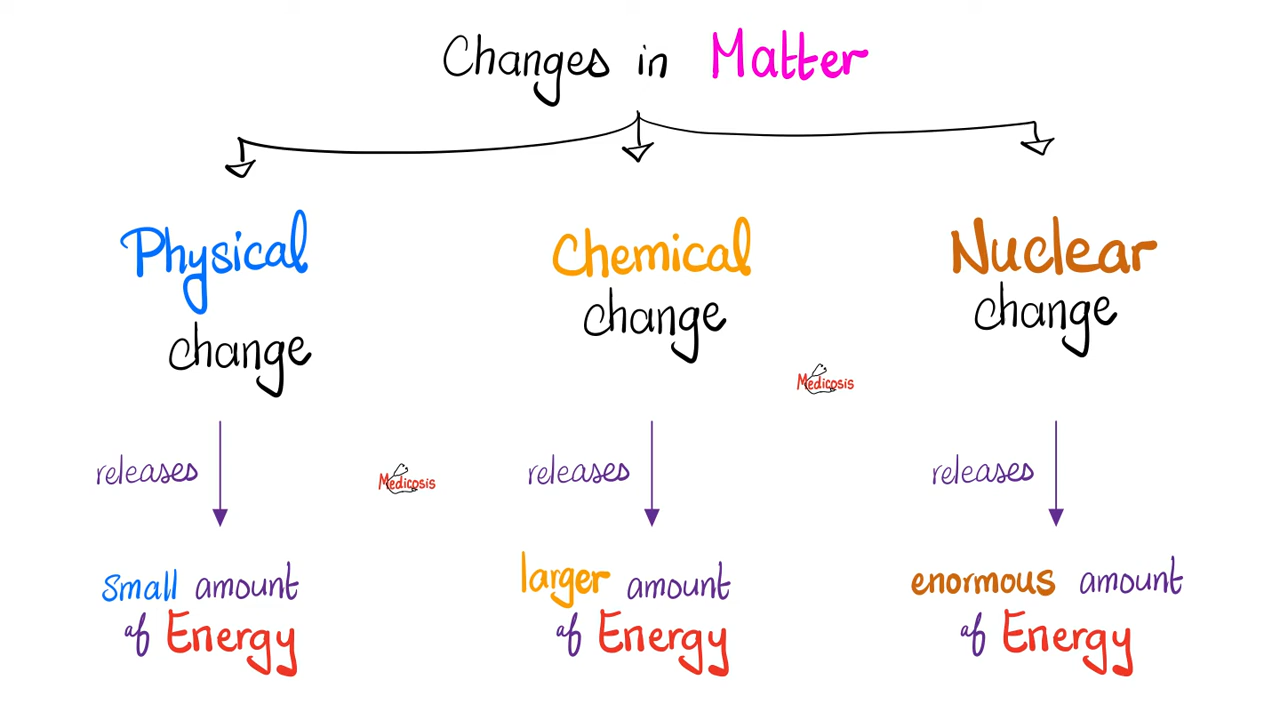 Changes in Matter
Physical
change
Chemical
change
Nuclear
change
Medicosis
Medicosis
releases
releases
releases
small amount
of Energy
larger amount
of Energy
enormous amount
of Energy